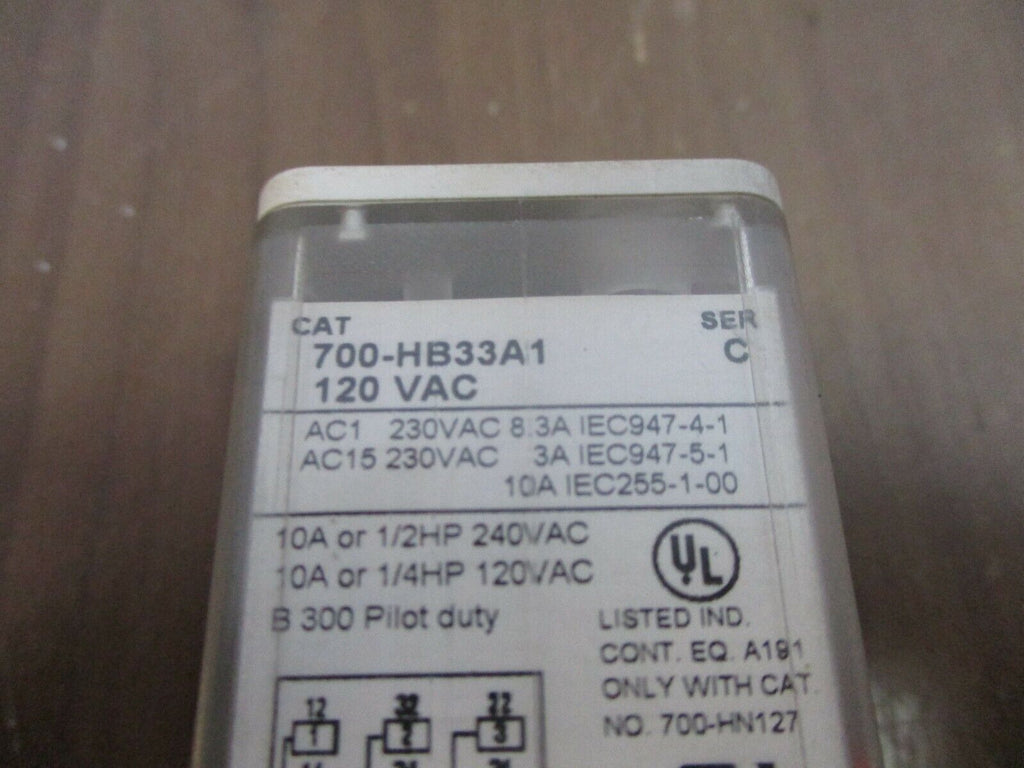 CAT SER
700-HB33A1 C
120 VAC
AC1 230VAC 8.3A IEC947-4-1
AC15 230VAC 3A IEC947-5-1
10A IEC255-1-00
10A or 1/2HP 240VAC
10A or 1/4HP 120VAC
B 300 Pilot duty
UL
LISTED IND.
CONT. EQ. A191
ONLY WITH CAT.
NO. 700-HN127
12 32 22
1 2 3